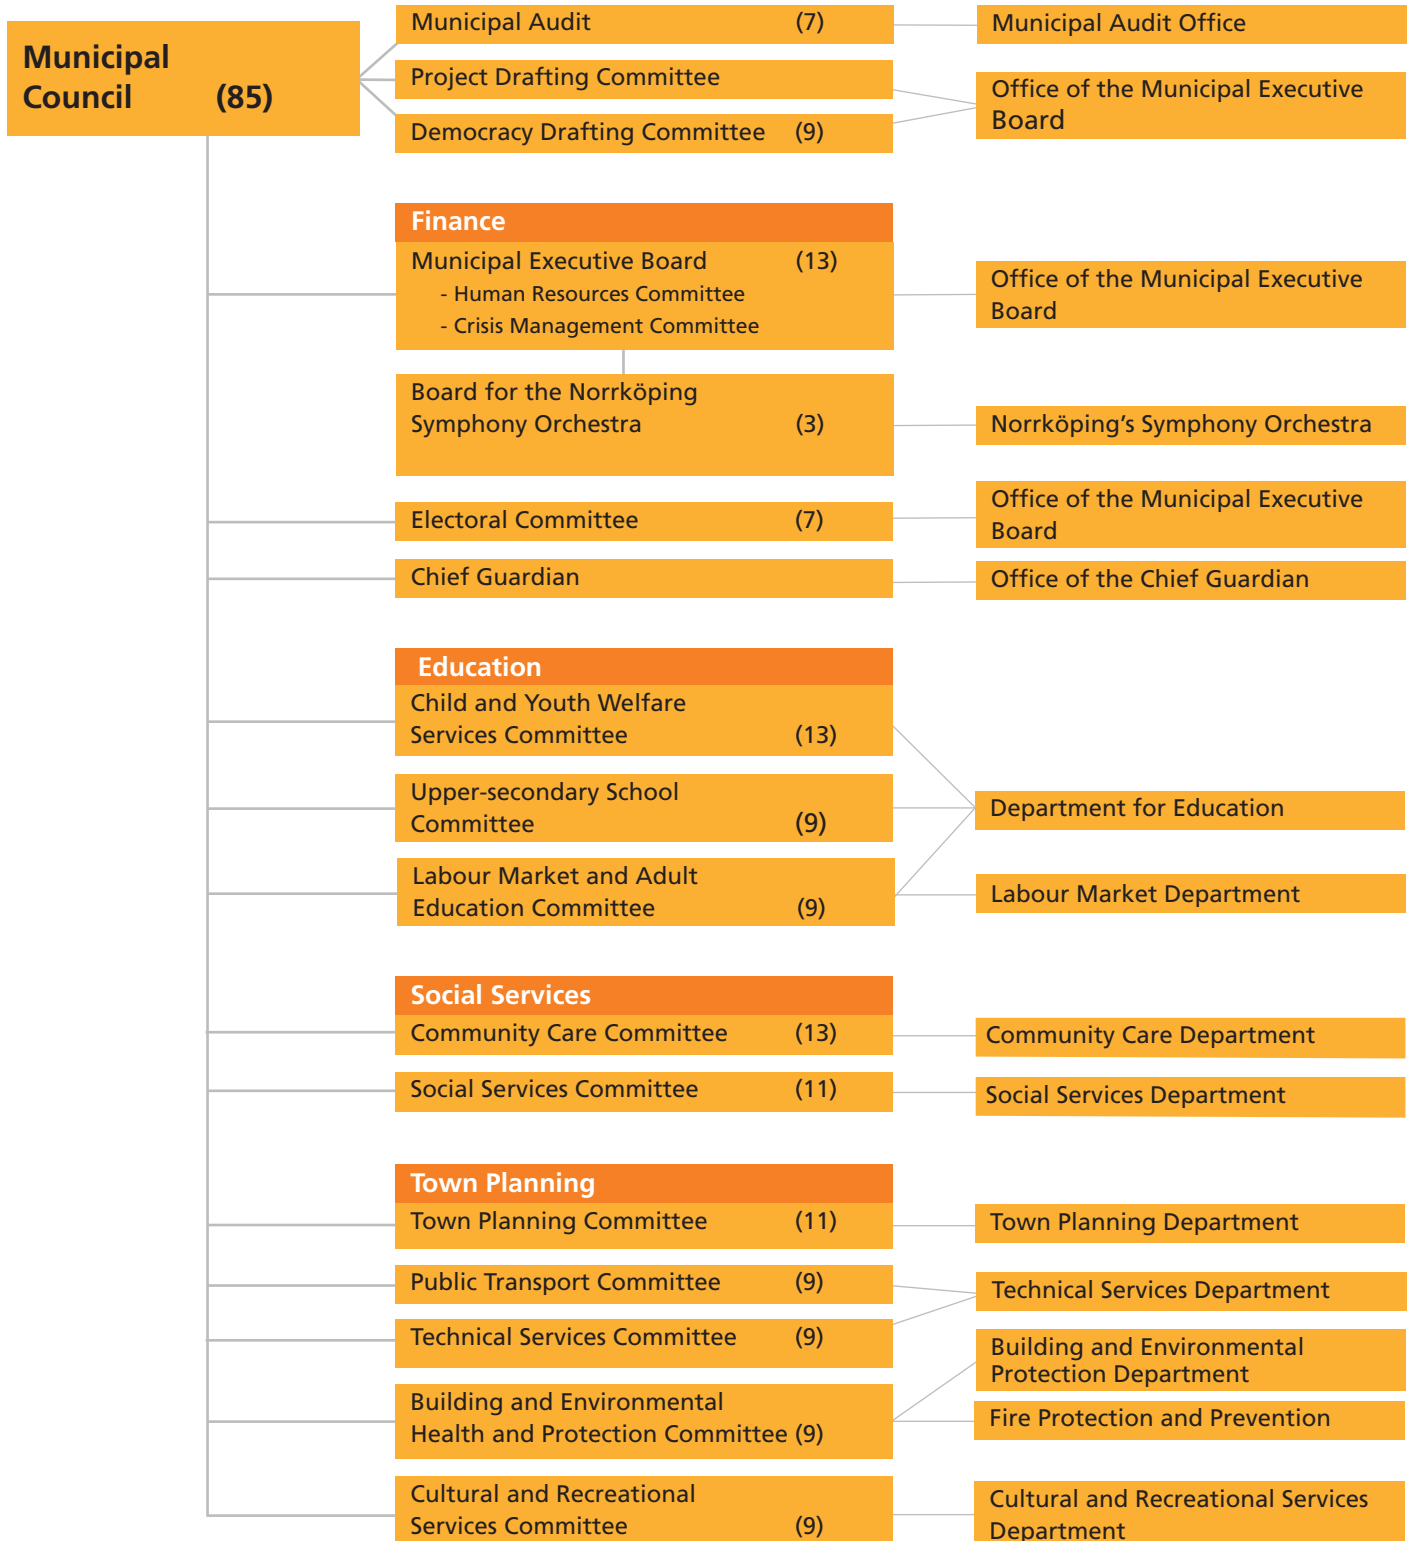 Municipal
Council (85)
Municipal Audit (7)
Municipal Audit Office
Project Drafting Committee
Democracy Drafting Committee (9)
Office of the Municipal Executive
Board
Finance
Municipal Executive Board (13)
- Human Resources Committee
- Crisis Management Committee
Office of the Municipal Executive
Board
Board for the Norrköping
Symphony Orchestra (3)
Norrköping's Symphony Orchestra
Electoral Committee (7)
Office of the Municipal Executive
Board
Chief Guardian
Office of the Chief Guardian
Education
Child and Youth Welfare
Services Committee (13)
Upper-secondary School
Committee (9)
Department for Education
Labour Market and Adult
Education Committee (9)
Labour Market Department
Social Services
Community Care Committee (13)
Community Care Department
Social Services Committee (11)
Social Services Department
Town Planning
Town Planning Committee (11)
Town Planning Department
Public Transport Committee (9)
Technical Services Department
Technical Services Committee (9)
Building and Environmental
Protection Department
Building and Environmental
Health and Protection Committee (9)
Fire Protection and Prevention
Cultural and Recreational
Services Committee (9)
Cultural and Recreational Services
Department